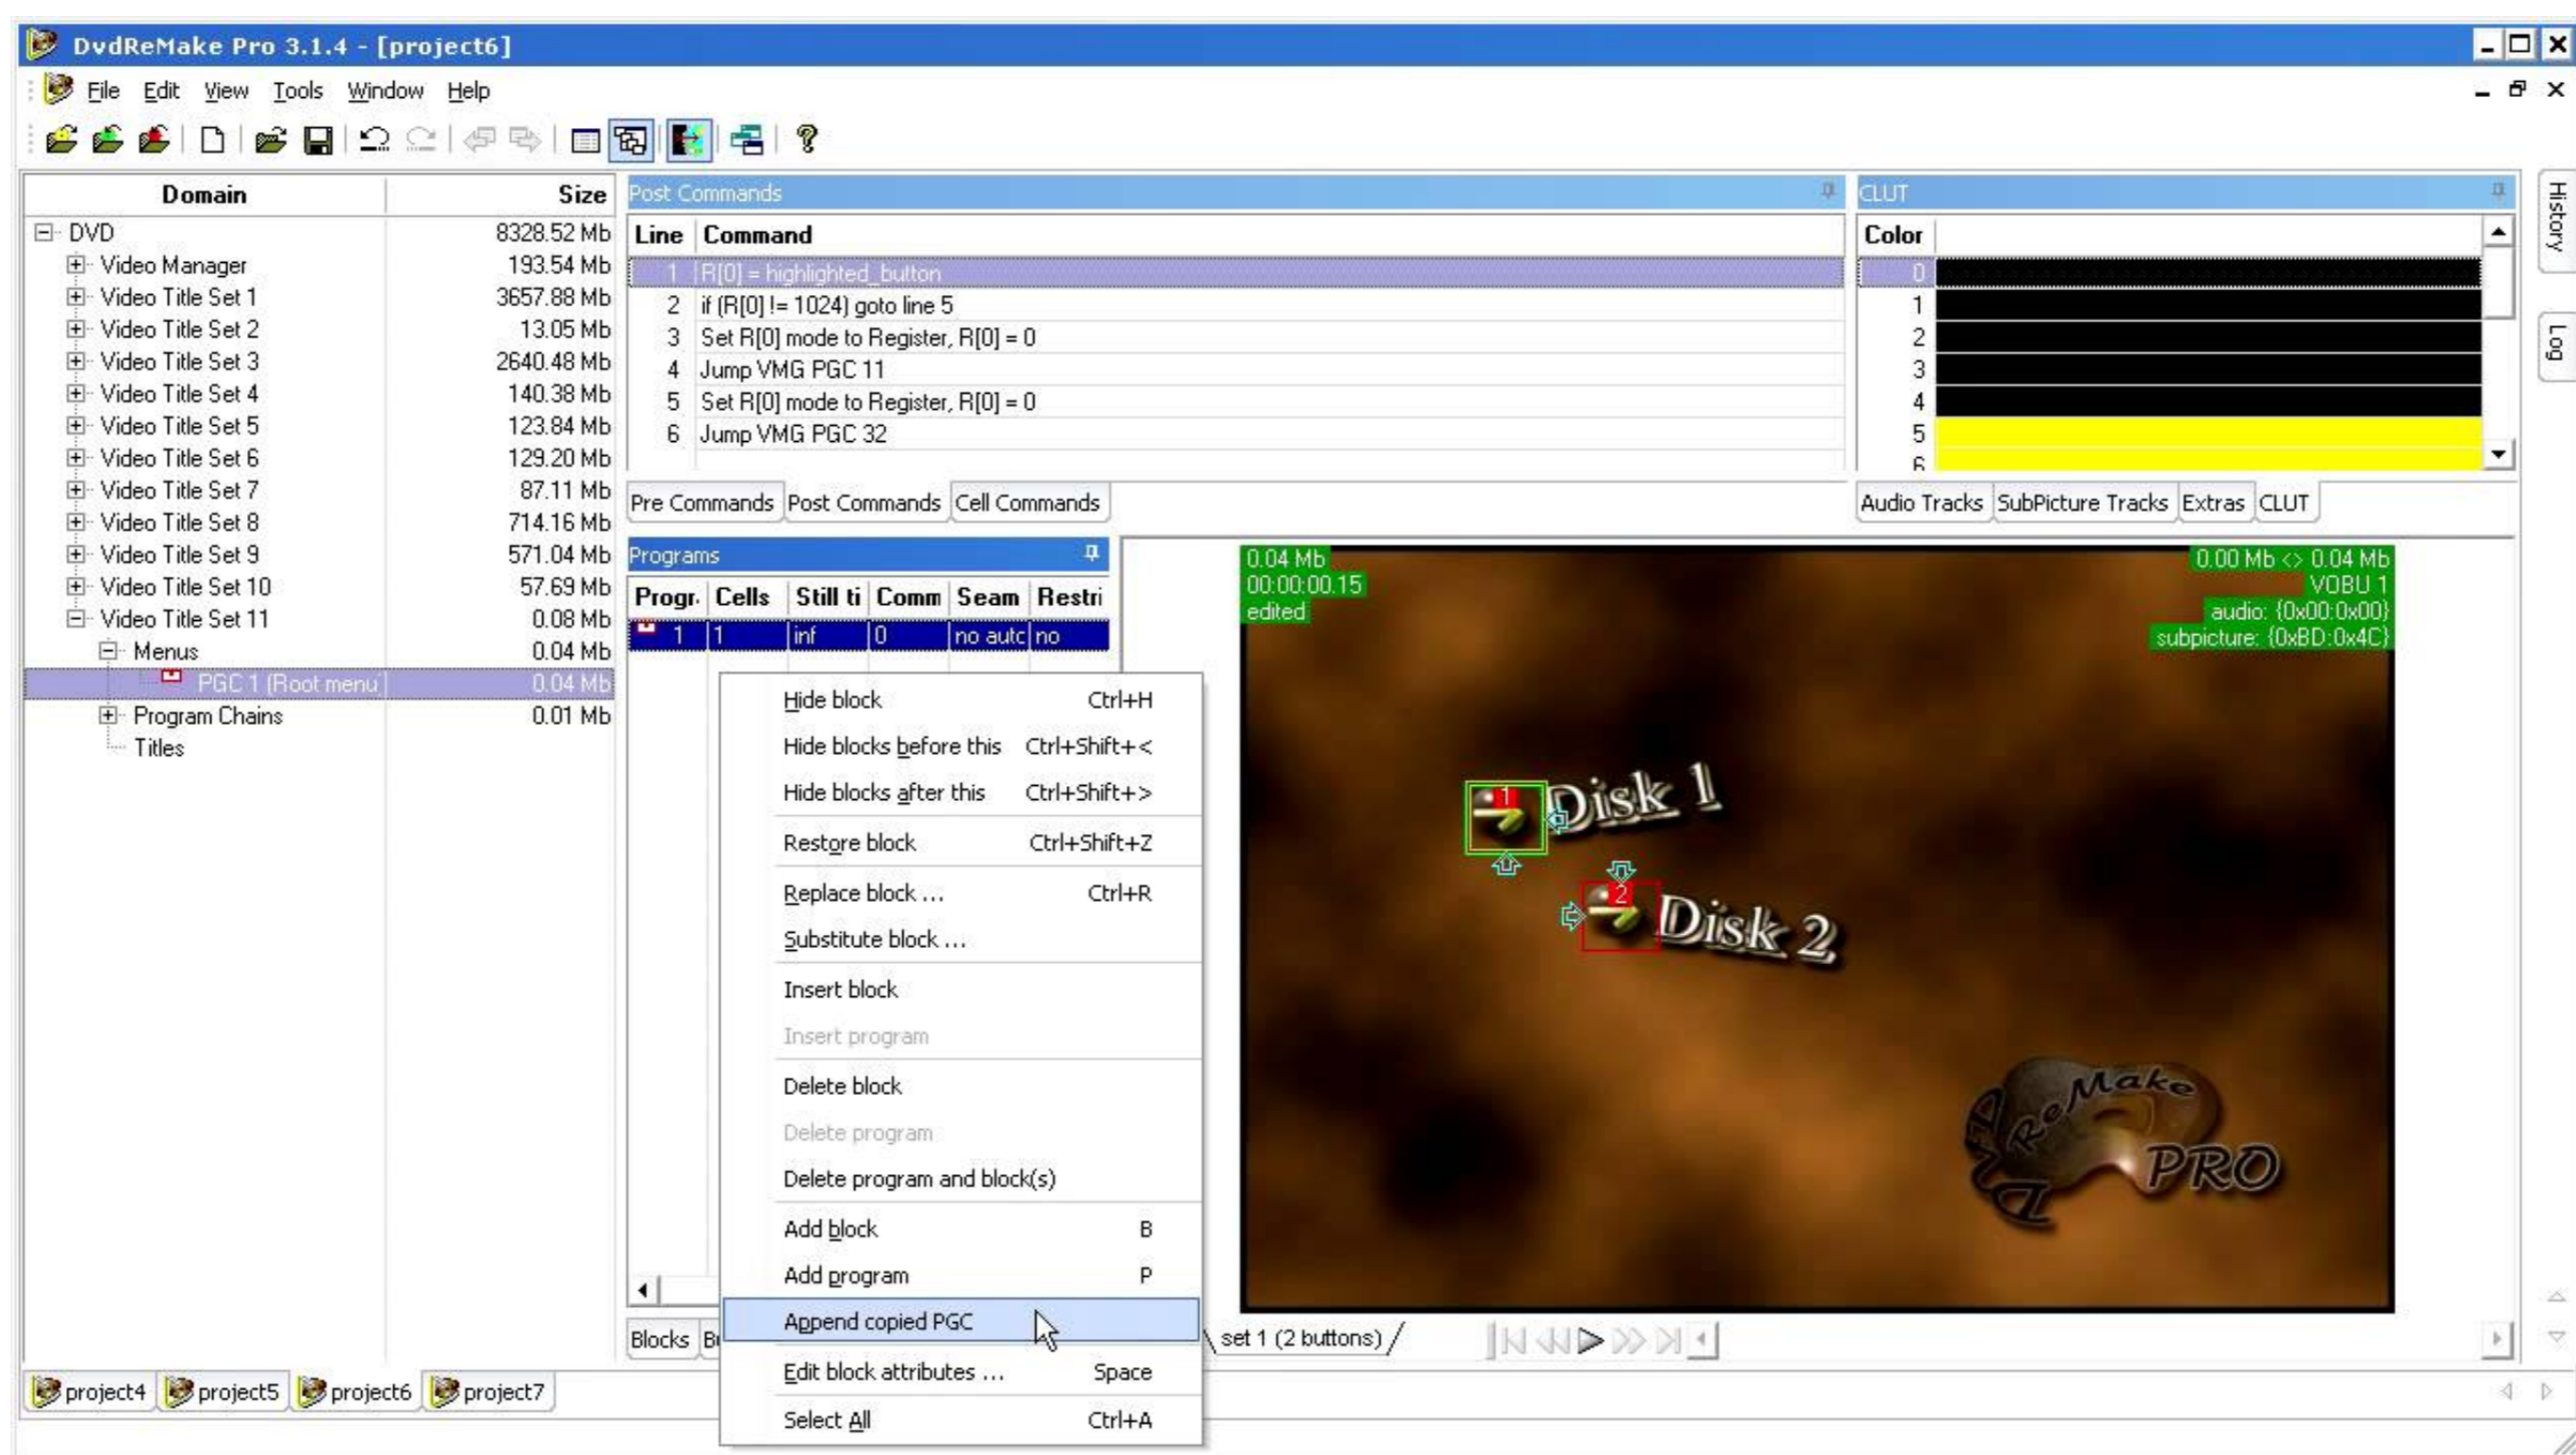 DvdReMake Pro 3.1.4 - [project6]
File Edit View Tools Window Help
Domain Size
DVD 8328.52 Mb
Video Manager 193.54 Mb
Video Title Set 1 3657.88 Mb
Video Title Set 2 13.05 Mb
Video Title Set 3 2640.48 Mb
Video Title Set 4 140.38 Mb
Video Title Set 5 123.84 Mb
Video Title Set 6 129.20 Mb
Video Title Set 7 87.11 Mb
Video Title Set 8 714.16 Mb
Video Title Set 9 571.04 Mb
Video Title Set 10 57.69 Mb
Video Title Set 11 0.08 Mb
Menus 0.04 Mb
PGC 1 (Root menu 0.04 Mb
Program Chains 0.01 Mb
Titles
Post Commands
Line Command
1 R[0] = highlighted_button
2 if (R[0] != 1024) goto line 5
3 Set R[0] mode to Register, R[0] = 0
4 Jump VMG PGC 11
5 Set R[0] mode to Register, R[0] = 0
6 Jump VMG PGC 32
Pre Commands Post Commands Cell Commands
CLUT
Color
0
1
2
3
4
5
6
Audio Tracks SubPicture Tracks Extras CLUT
History
Log
Programs
Progr. Cells Still ti Comm Seam Restri
1 1 inf 0 no autc no
Hide block Ctrl+H
Hide blocks before this Ctrl+Shift+<
Hide blocks after this Ctrl+Shift+>
Restore block Ctrl+Shift+Z
Replace block ... Ctrl+R
Substitute block ...
Insert block
Insert program
Delete block
Delete program
Delete program and block(s)
Add block B
Add program P
Append copied PGC
Edit block attributes ... Space
Select All Ctrl+A
Blocks
0.04 Mb
00:00:00.15
edited
0.00 Mb <> 0.04 Mb
VOBU 1
audio: {0x00:0x00}
subpicture: {0xBD:0x4C}
1 Disk 1
2 Disk 2
DVD ReMake
PRO
set 1 (2 buttons)
project4 project5 project6 project7